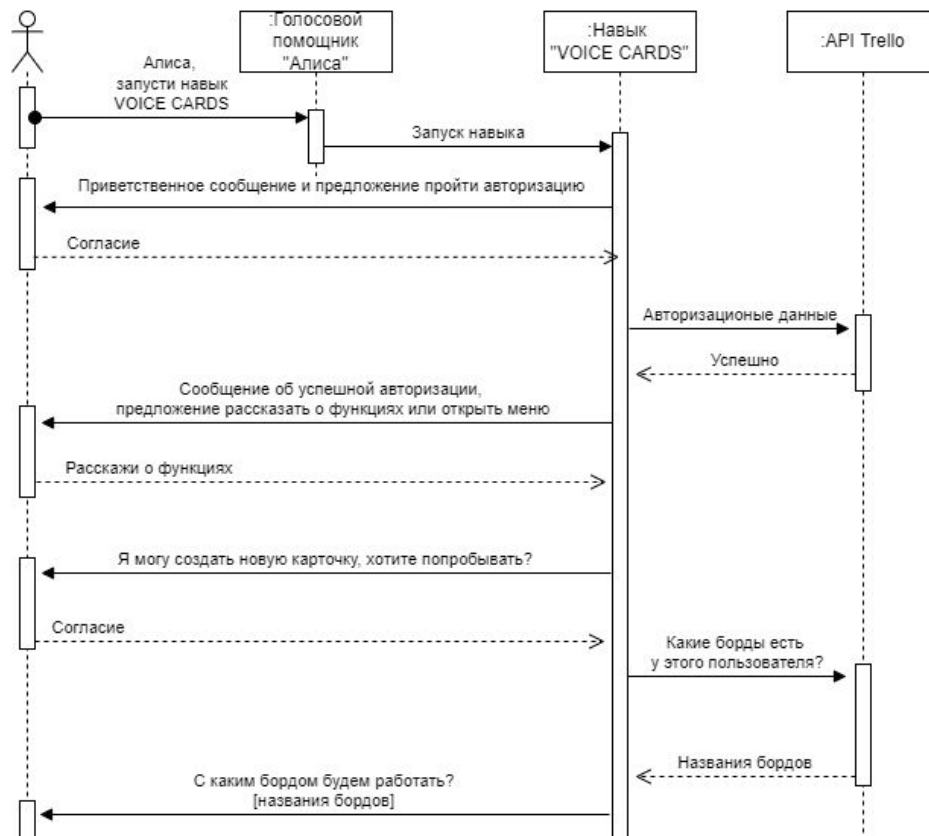 :Голосовой
помощник
"Алиса"
:Навык
"VOICE CARDS"
:API Trello
Алиса,
запусти навык
VOICE CARDS
Запуск навыка
Приветственное сообщение и предложение пройти авторизацию
Согласие
Авторизационые данные
Успешно
Сообщение об успешной авторизации,
предложение рассказать о функциях или открыть меню
Расскажи о функциях
Я могу создать новую карточку, хотите попробывать?
Согласие
Какие борды есть
у этого пользователя?
Названия бордов
С каким бордом будем работать?
[названия бордов]